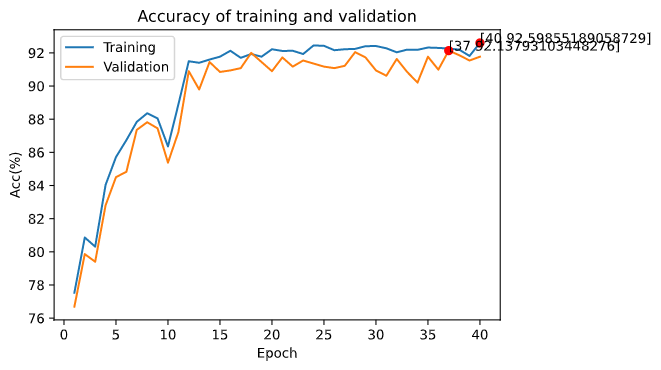 Accuracy of training and validation
[40 92.59855189058729]
[37 92.13793103448276]
Training
Validation
92
90
88
86
84
82
80
78
76
Acc(%)
0 5 10 15 20 25 30 35 40
Epoch